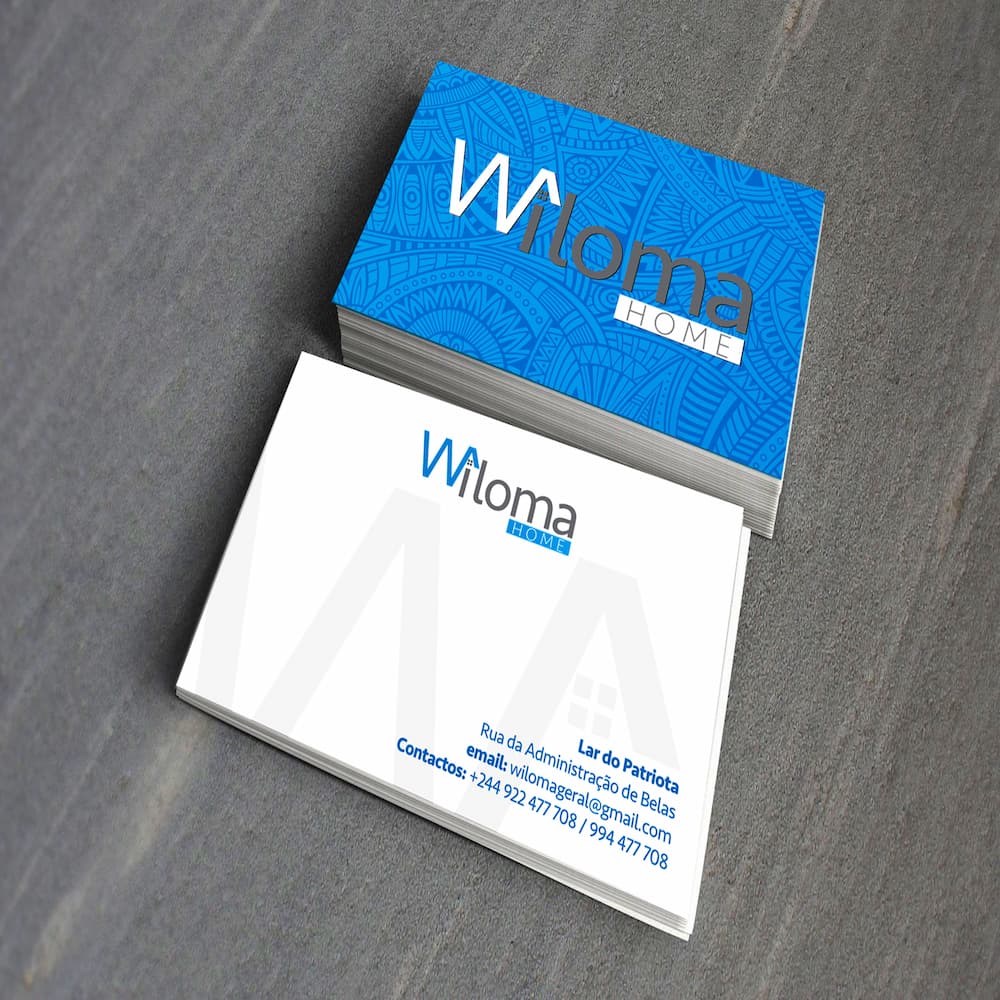 Wiloma
HOME
Wiloma
HOME
Lar do Patriota
Rua da Administração de Belas
email: wilomageral@gmail.com
Contactos: +244 922 477 708 / 994 477 708